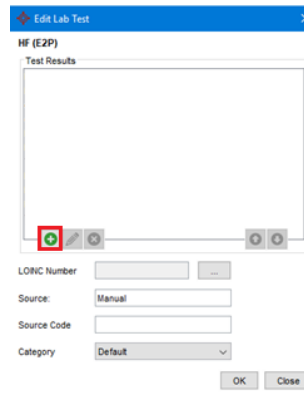 Edit Lab Test
HF (E2P)
Test Results
LOINC Number
...
Source: Manual
Source Code
Category Default
OK Close